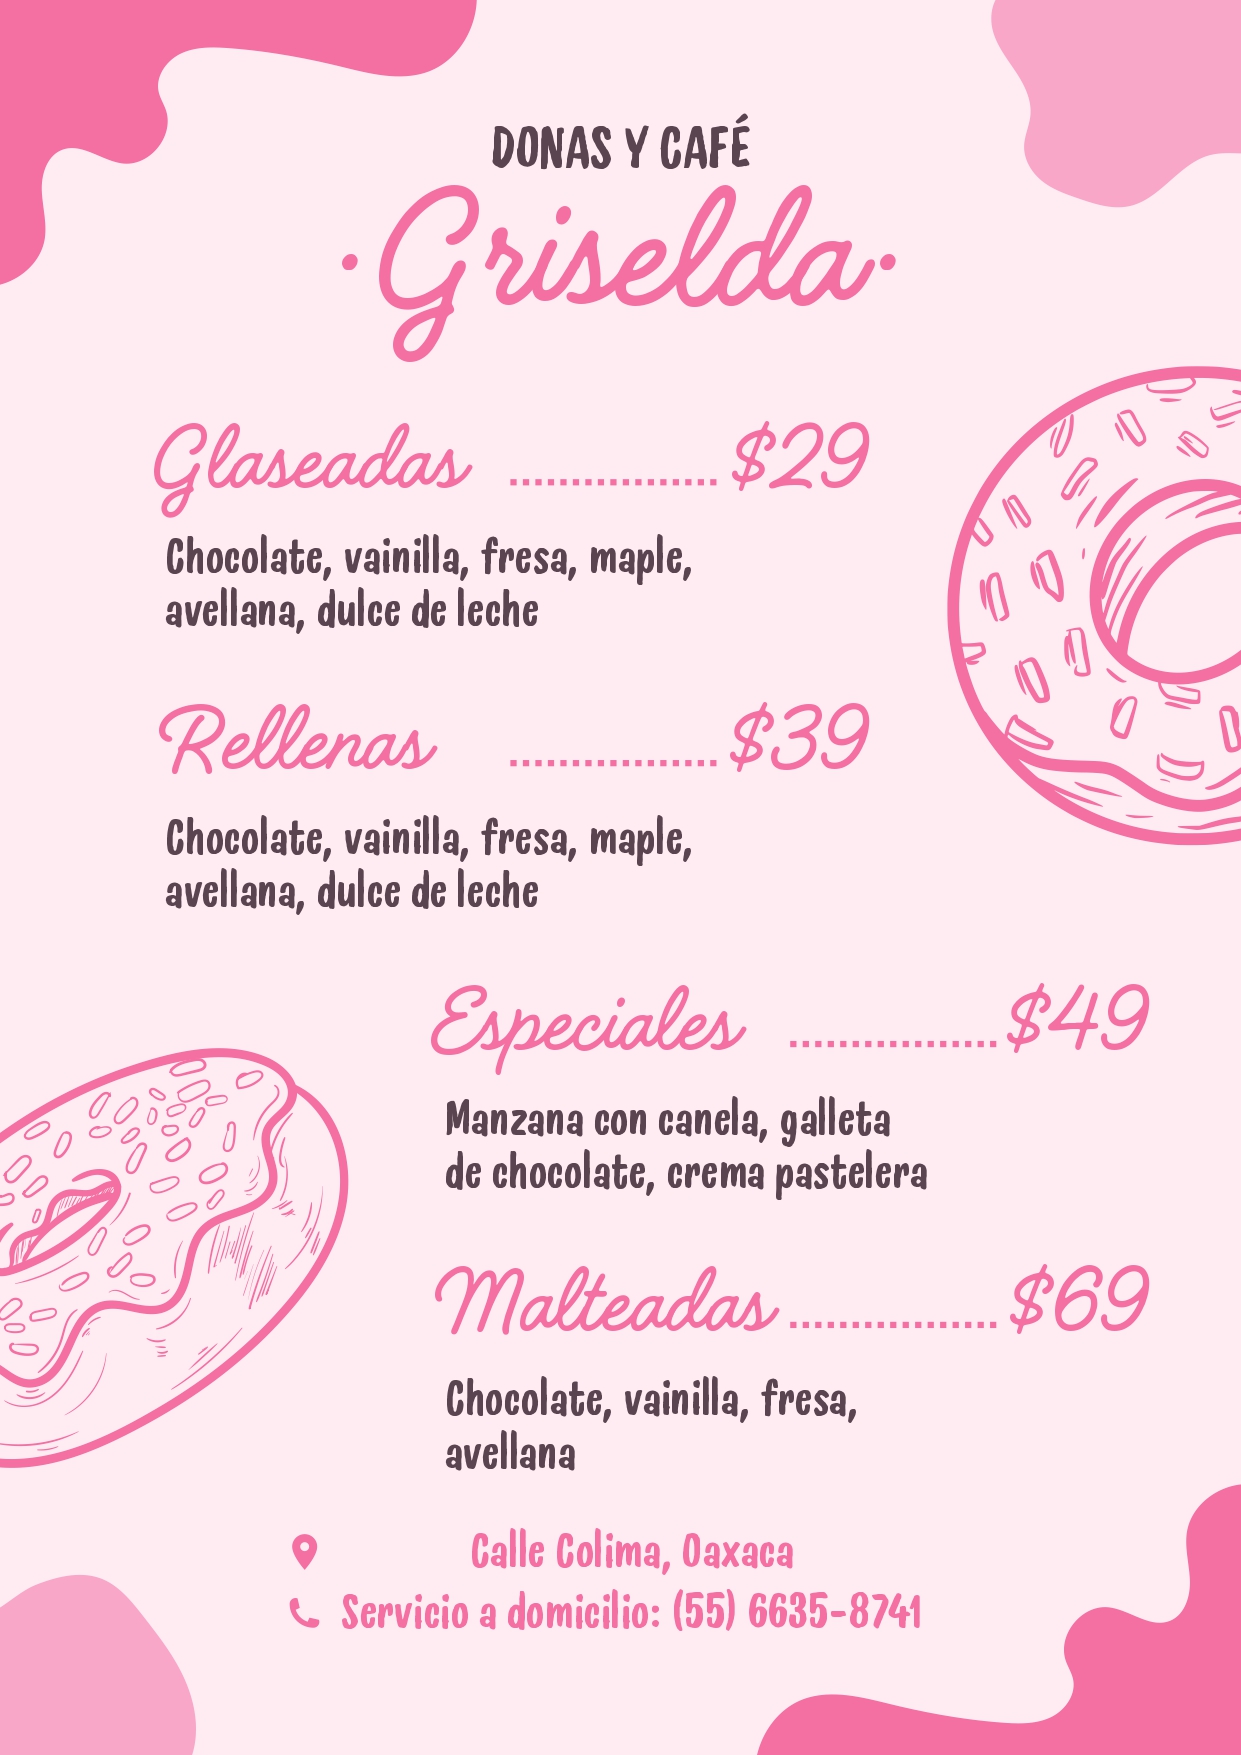 DONAS Y CAFÉ
·Griselda·
Glaseadas ................. $29
Chocolate, vainilla, fresa, maple,
avellana, dulce de leche
Rellenas ................. $39
Chocolate, vainilla, fresa, maple,
avellana, dulce de leche
Especiales ................. $49
Manzana con canela, galleta
de chocolate, crema pastelera
Malteadas ................. $69
Chocolate, vainilla, fresa,
avellana
Calle Colima, Oaxaca
Servicio a domicilio: (55) 6635-8741